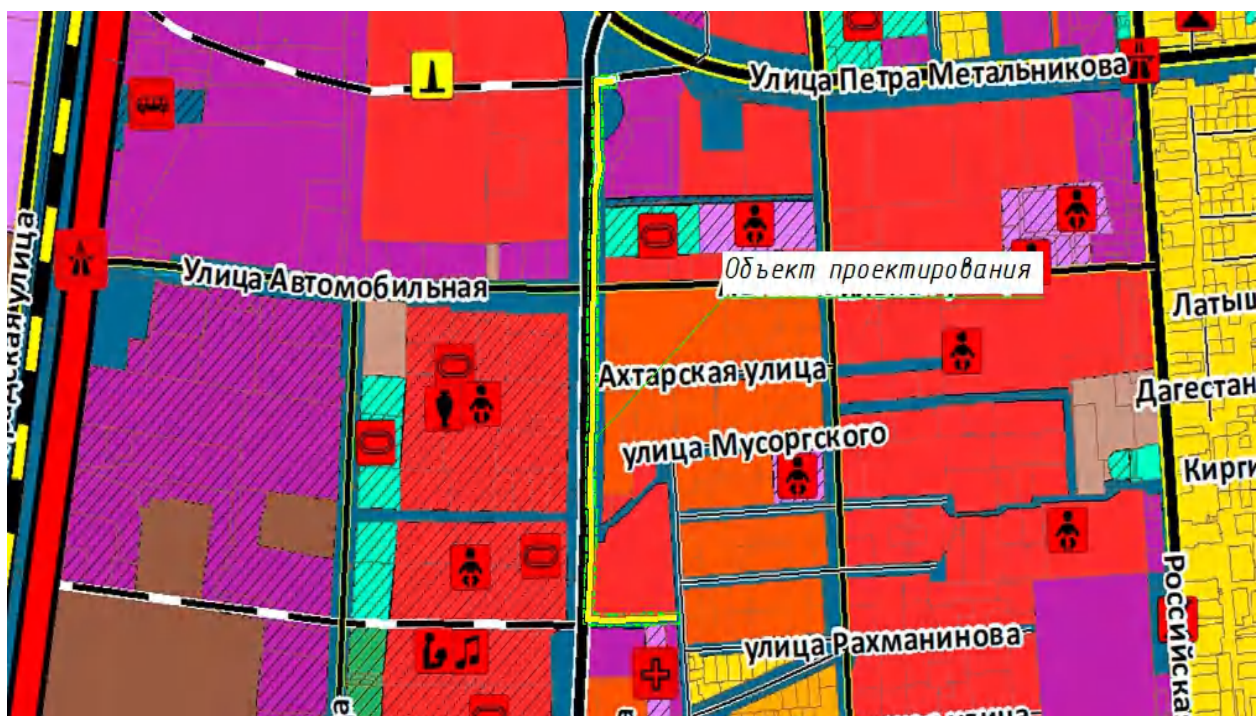 Улица Петра Метальникова
Улица Автомобильная
Объект проектирования
Латыш
Ахтарская улица
Дагестан
улица Мусоргского
Кирги
Российска
улица Рахманинова